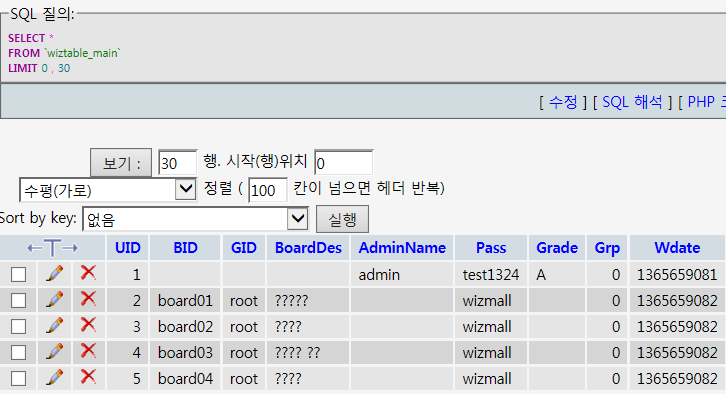 SQL 질의:
SELECT *
FROM `wiztable_main`
LIMIT 0 , 30
[ 수정 ] [ SQL 해석 ] [ PHP
보기 : 30 행. 시작(행)위치 0
수평(가로) 정렬 ( 100 칸이 넘으면 헤더 반복)
Sort by key: 없음 실행
←T→ UID BID GID BoardDes AdminName Pass Grade Grp Wdate
1 admin test1324 A 0 1365659081
2 board01 root ????? wizmall 0 1365659082
3 board02 root ???? wizmall 0 1365659082
4 board03 root ???? ?? wizmall 0 1365659082
5 board04 root ???? wizmall 0 1365659082